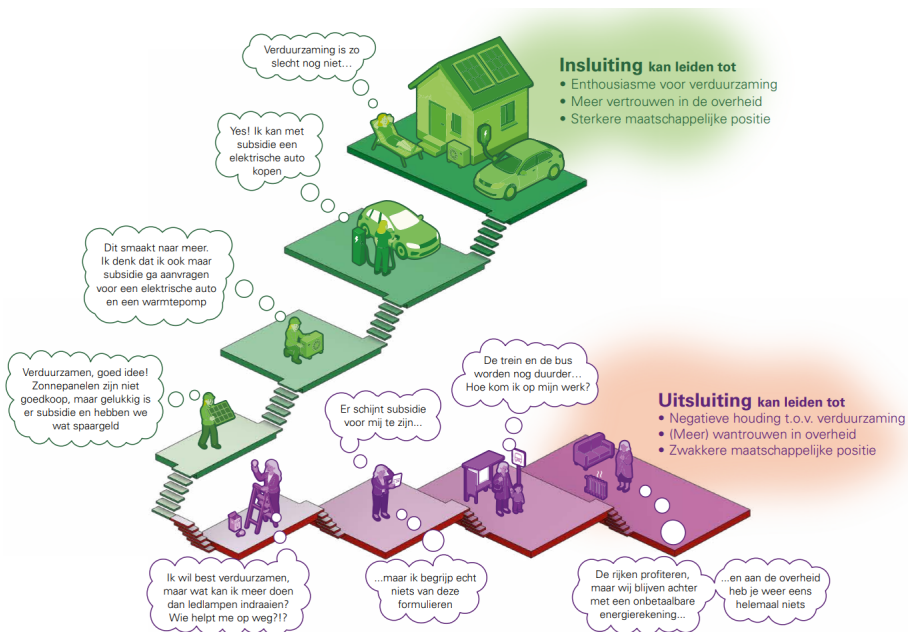 Verduurzaming is zo
slecht nog niet…
Insluiting kan leiden tot
• Enthousiasme voor verduurzaming
• Meer vertrouwen in de overheid
• Sterkere maatschappelijke positie
Yes! Ik kan met
subsidie een
elektrische auto
kopen
Dit smaakt naar meer.
Ik denk dat ik ook maar
subsidie ga aanvragen
voor een elektrische auto
en een warmtepomp
Verduurzamen, goed idee!
Zonnepanelen zijn niet
goedkoop, maar gelukkig is
er subsidie en hebben we
wat spaargeld
Er schijnt subsidie
voor mij te zijn...
De trein en de bus
worden nog duurder…
Hoe kom ik op mijn werk?
Uitsluiting kan leiden tot
• Negatieve houding t.o.v. verduurzaming
• (Meer) wantrouwen in overheid
• Zwakkere maatschappelijke positie
Ik wil best verduurzamen,
maar wat kan ik meer doen
dan ledlampen indraaien?
Wie helpt me op weg?!?
...maar ik begrijp echt
niets van deze
formulieren
De rijken profiteren,
maar wij blijven achter
met een onbetaalbare
energierekening...
...en aan de overheid
heb je weer eens
helemaal niets